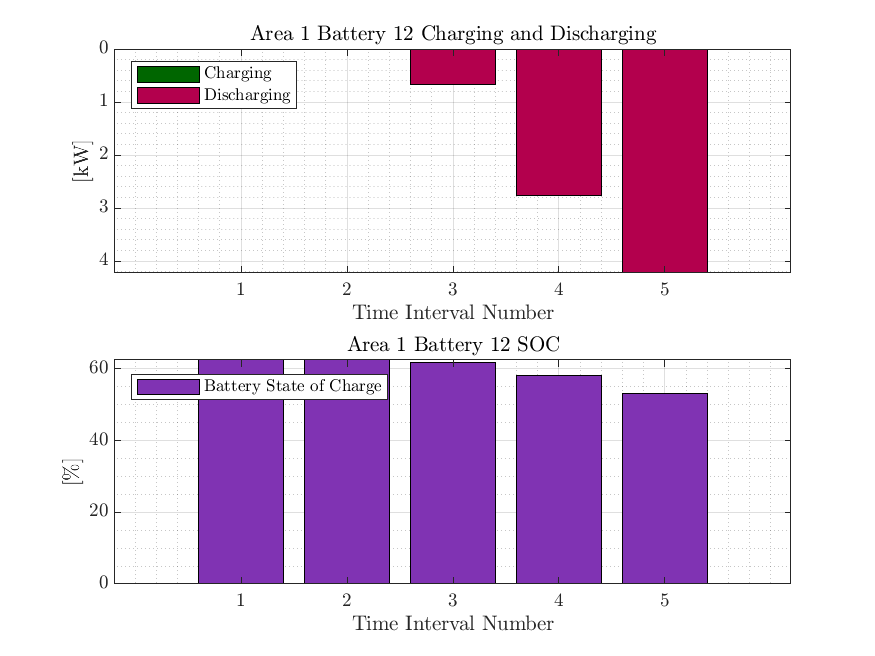 Area 1 Battery 12 Charging and Discharging
0
Charging
Discharging
1
2
3
4
[kW]
1 2 3 4 5
Time Interval Number
Area 1 Battery 12 SOC
60
Battery State of Charge
40
20
0
[%]
1 2 3 4 5
Time Interval Number